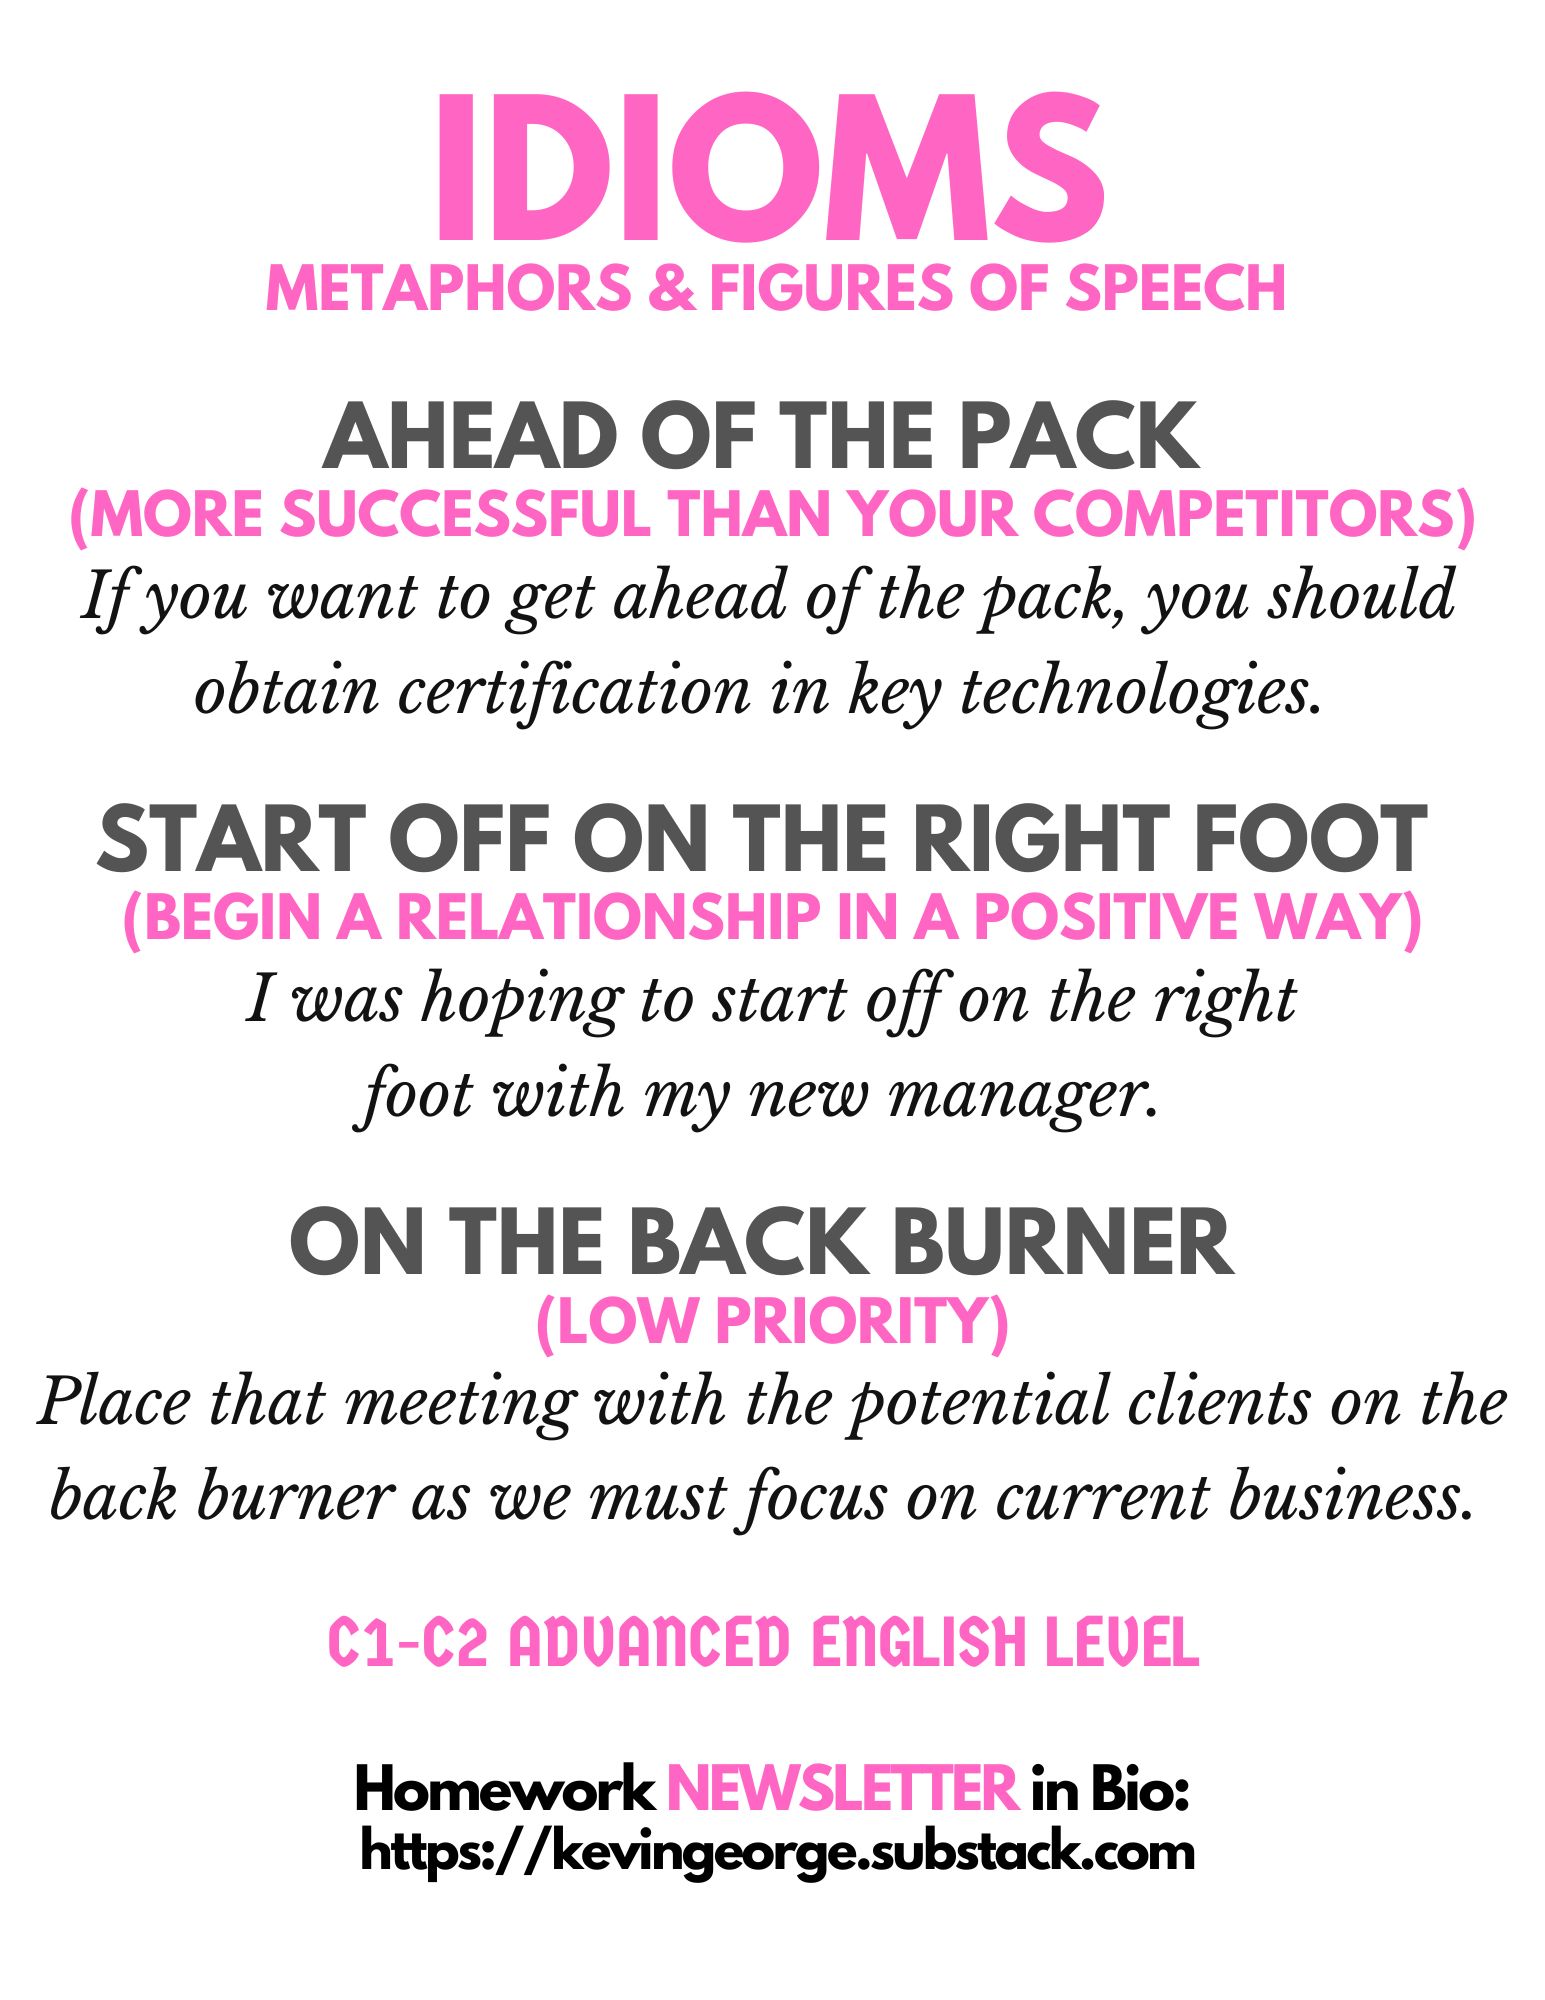 IDIOMS
METAPHORS & FIGURES OF SPEECH
AHEAD OF THE PACK
(MORE SUCCESSFUL THAN YOUR COMPETITORS)
If you want to get ahead of the pack, you should
obtain certification in key technologies.
START OFF ON THE RIGHT FOOT
(BEGIN A RELATIONSHIP IN A POSITIVE WAY)
I was hoping to start off on the right
foot with my new manager.
ON THE BACK BURNER
(LOW PRIORITY)
Place that meeting with the potential clients on the
back burner as we must focus on current business.
C1-C2 ADVANCED ENGLISH LEVEL
Homework NEWSLETTER in Bio:
https://kevingeorge.substack.com